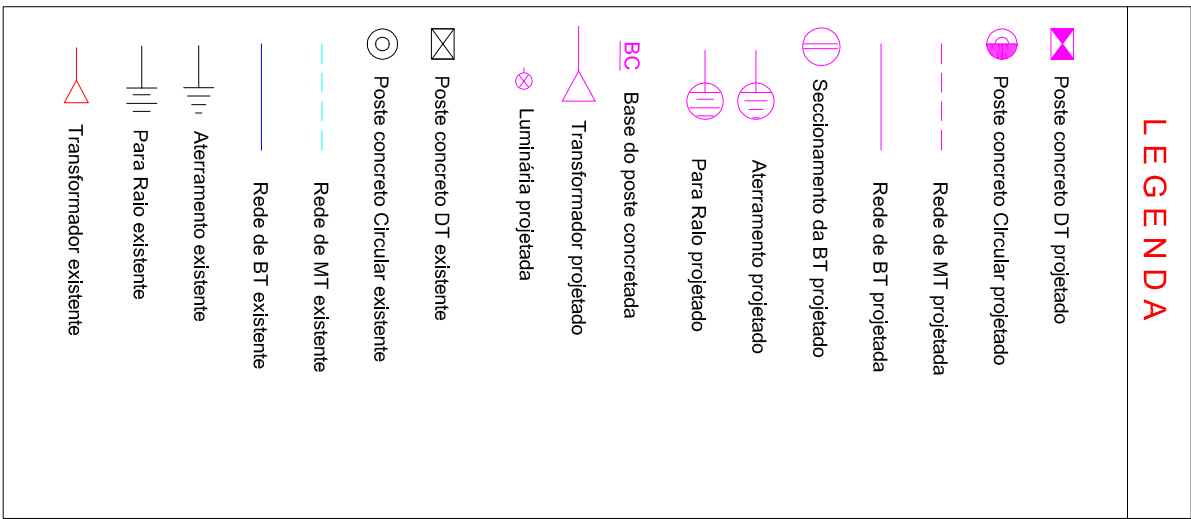 LEGENDA
Poste concreto DT projetado
Poste concreto CIrcular projetado
Rede de MT projetada
Rede de BT projetada
Seccionamento da BT projetado
Aterramento projetado
Para Ralo projetado
BC Base do poste concretada
Transformador projetado
Luminária projetada
Poste concreto DT existente
Poste concreto Circular existente
Rede de MT existente
Rede de BT existente
Aterramento existente
Para Raio existente
Transformador existente